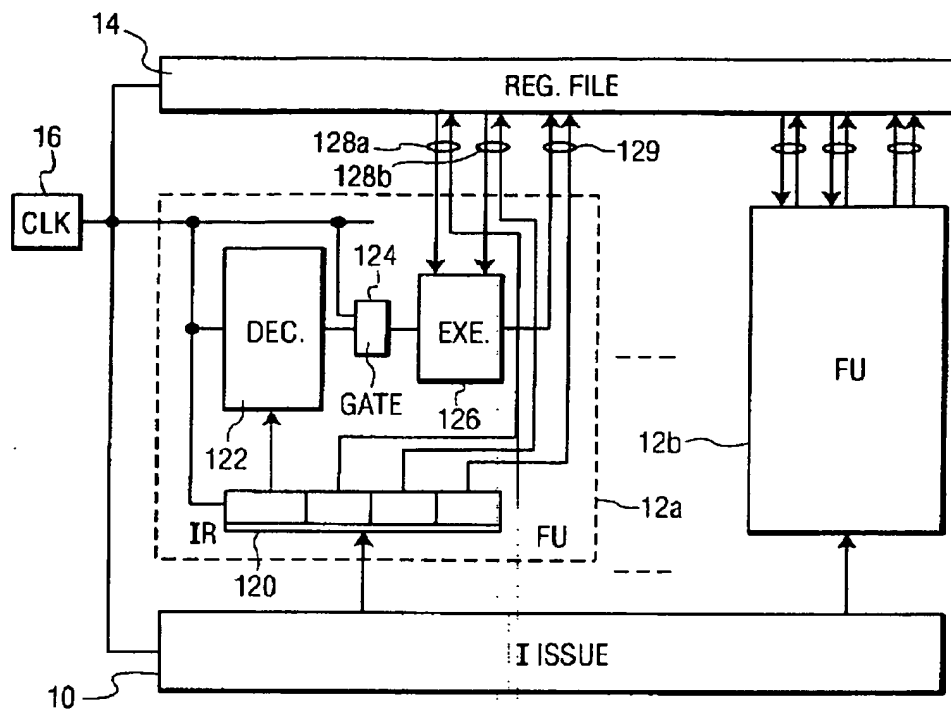 14
REG. FILE
16
128a
128b
129
CLK
124
DEC.
EXE.
FU
GATE
126
122
12b
12a
IR
FU
120
I ISSUE
10